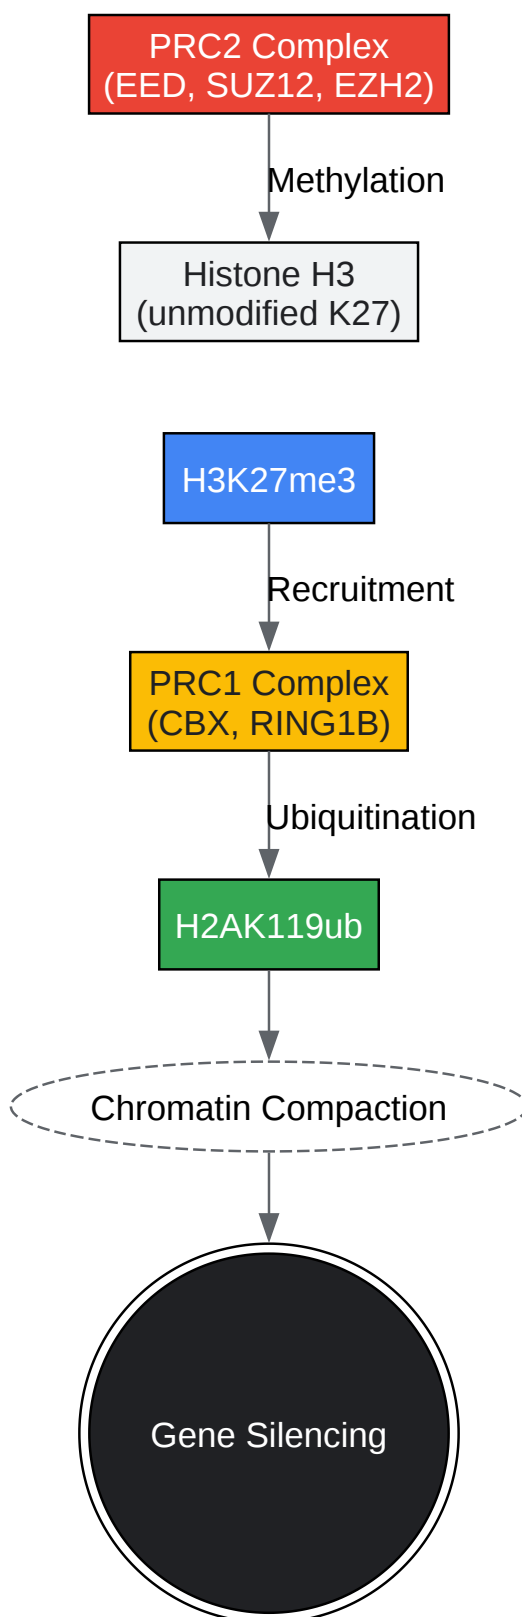 PRC2 Complex
(EED, SUZ12, EZH2)
Methylation
Histone H3
(unmodified K27)
H3K27me3
Recruitment
PRC1 Complex
(CBX, RING1B)
Ubiquitination
H2AK119ub
Chromatin Compaction
Gene Silencing